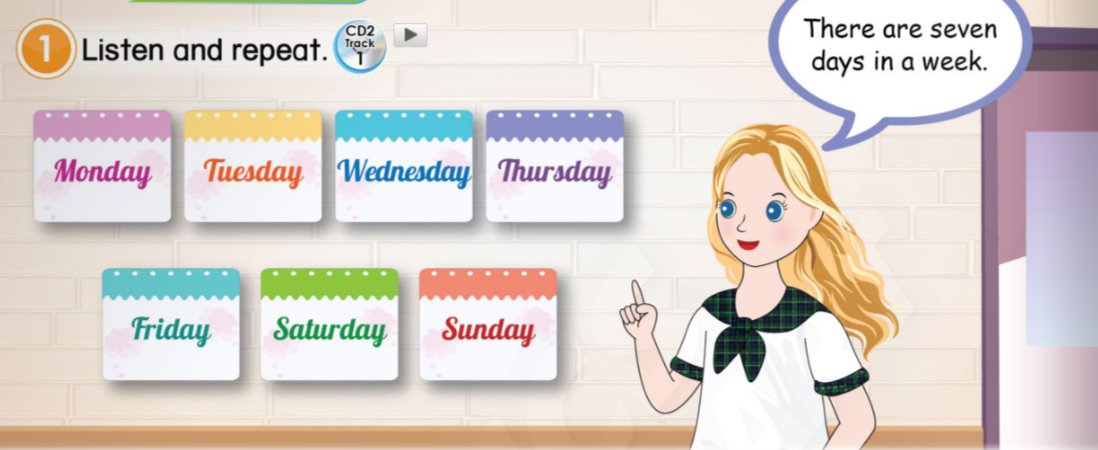 1 Listen and repeat.
CD2
Track
1
There are seven
days in a week.
Monday Tuesday Wednesday Thursday
Friday Saturday Sunday